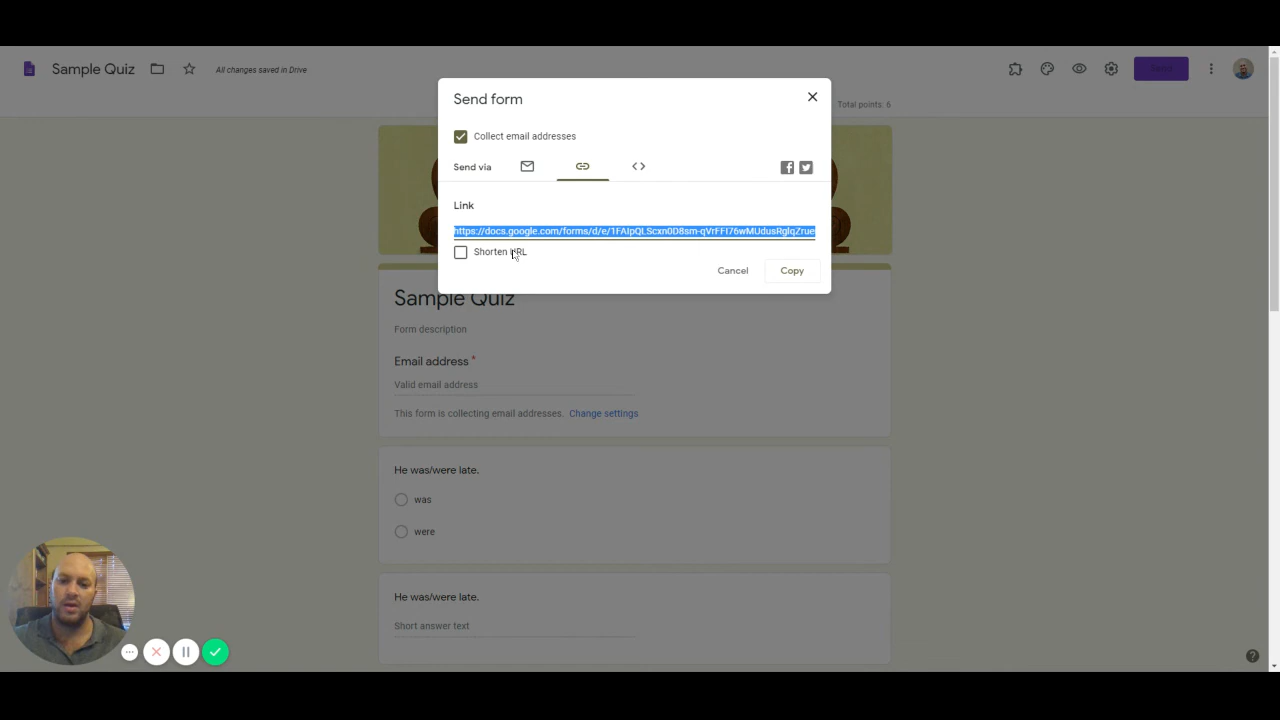 Sample Quiz
All changes saved in Drive
Send
Total points: 6
Send form
Collect email addresses
Send via
Link
https://docs.google.com/forms/d/e/1FAIpQLScxn0D8sm-qVrFFI76wMUdusRglqZrue
Shorten URL
Cancel
Copy
Sample Quiz
Form description
Email address *
Valid email address
This form is collecting email addresses. Change settings
He was/were late.
was
were
He was/were late.
Short answer text